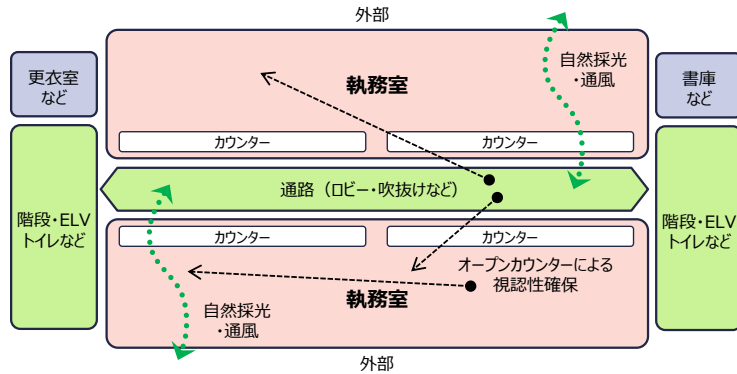 外部
更衣室
など
執務室
自然採光
・通風
書庫
など
カウンター
カウンター
階段・ELV
トイレなど
通路（ロビー・吹抜けなど）
階段・ELV
トイレなど
カウンター
カウンター
オープンカウンターによる
視認性確保
執務室
自然採光
・通風
外部